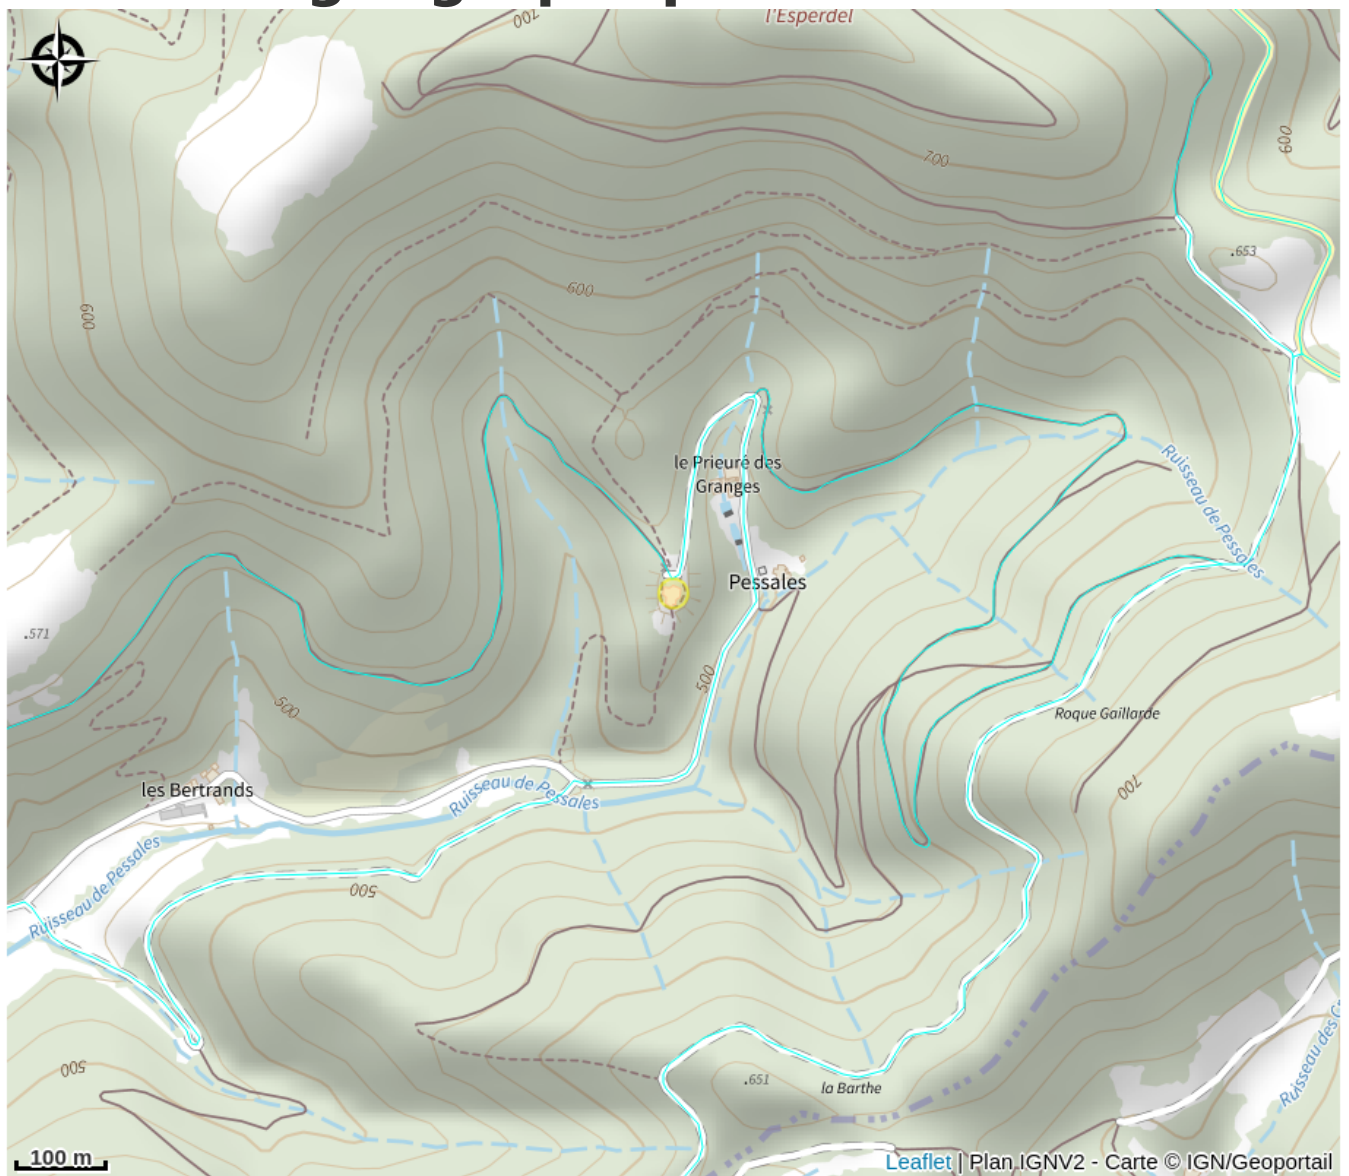 l'Esperdel
700
600
700
.653
600
600
le Prieuré des
Granges
Ruisseau de Pessales
Pessales
.571
500
500
Roque Gaillarde
700
les Bertrands
Ruisseau de Pessales
Ruisseau de Pessales
500
500
.651
la Barthe
100 m
Leaflet | Plan IGNV2 - Carte © IGN/Geoportail